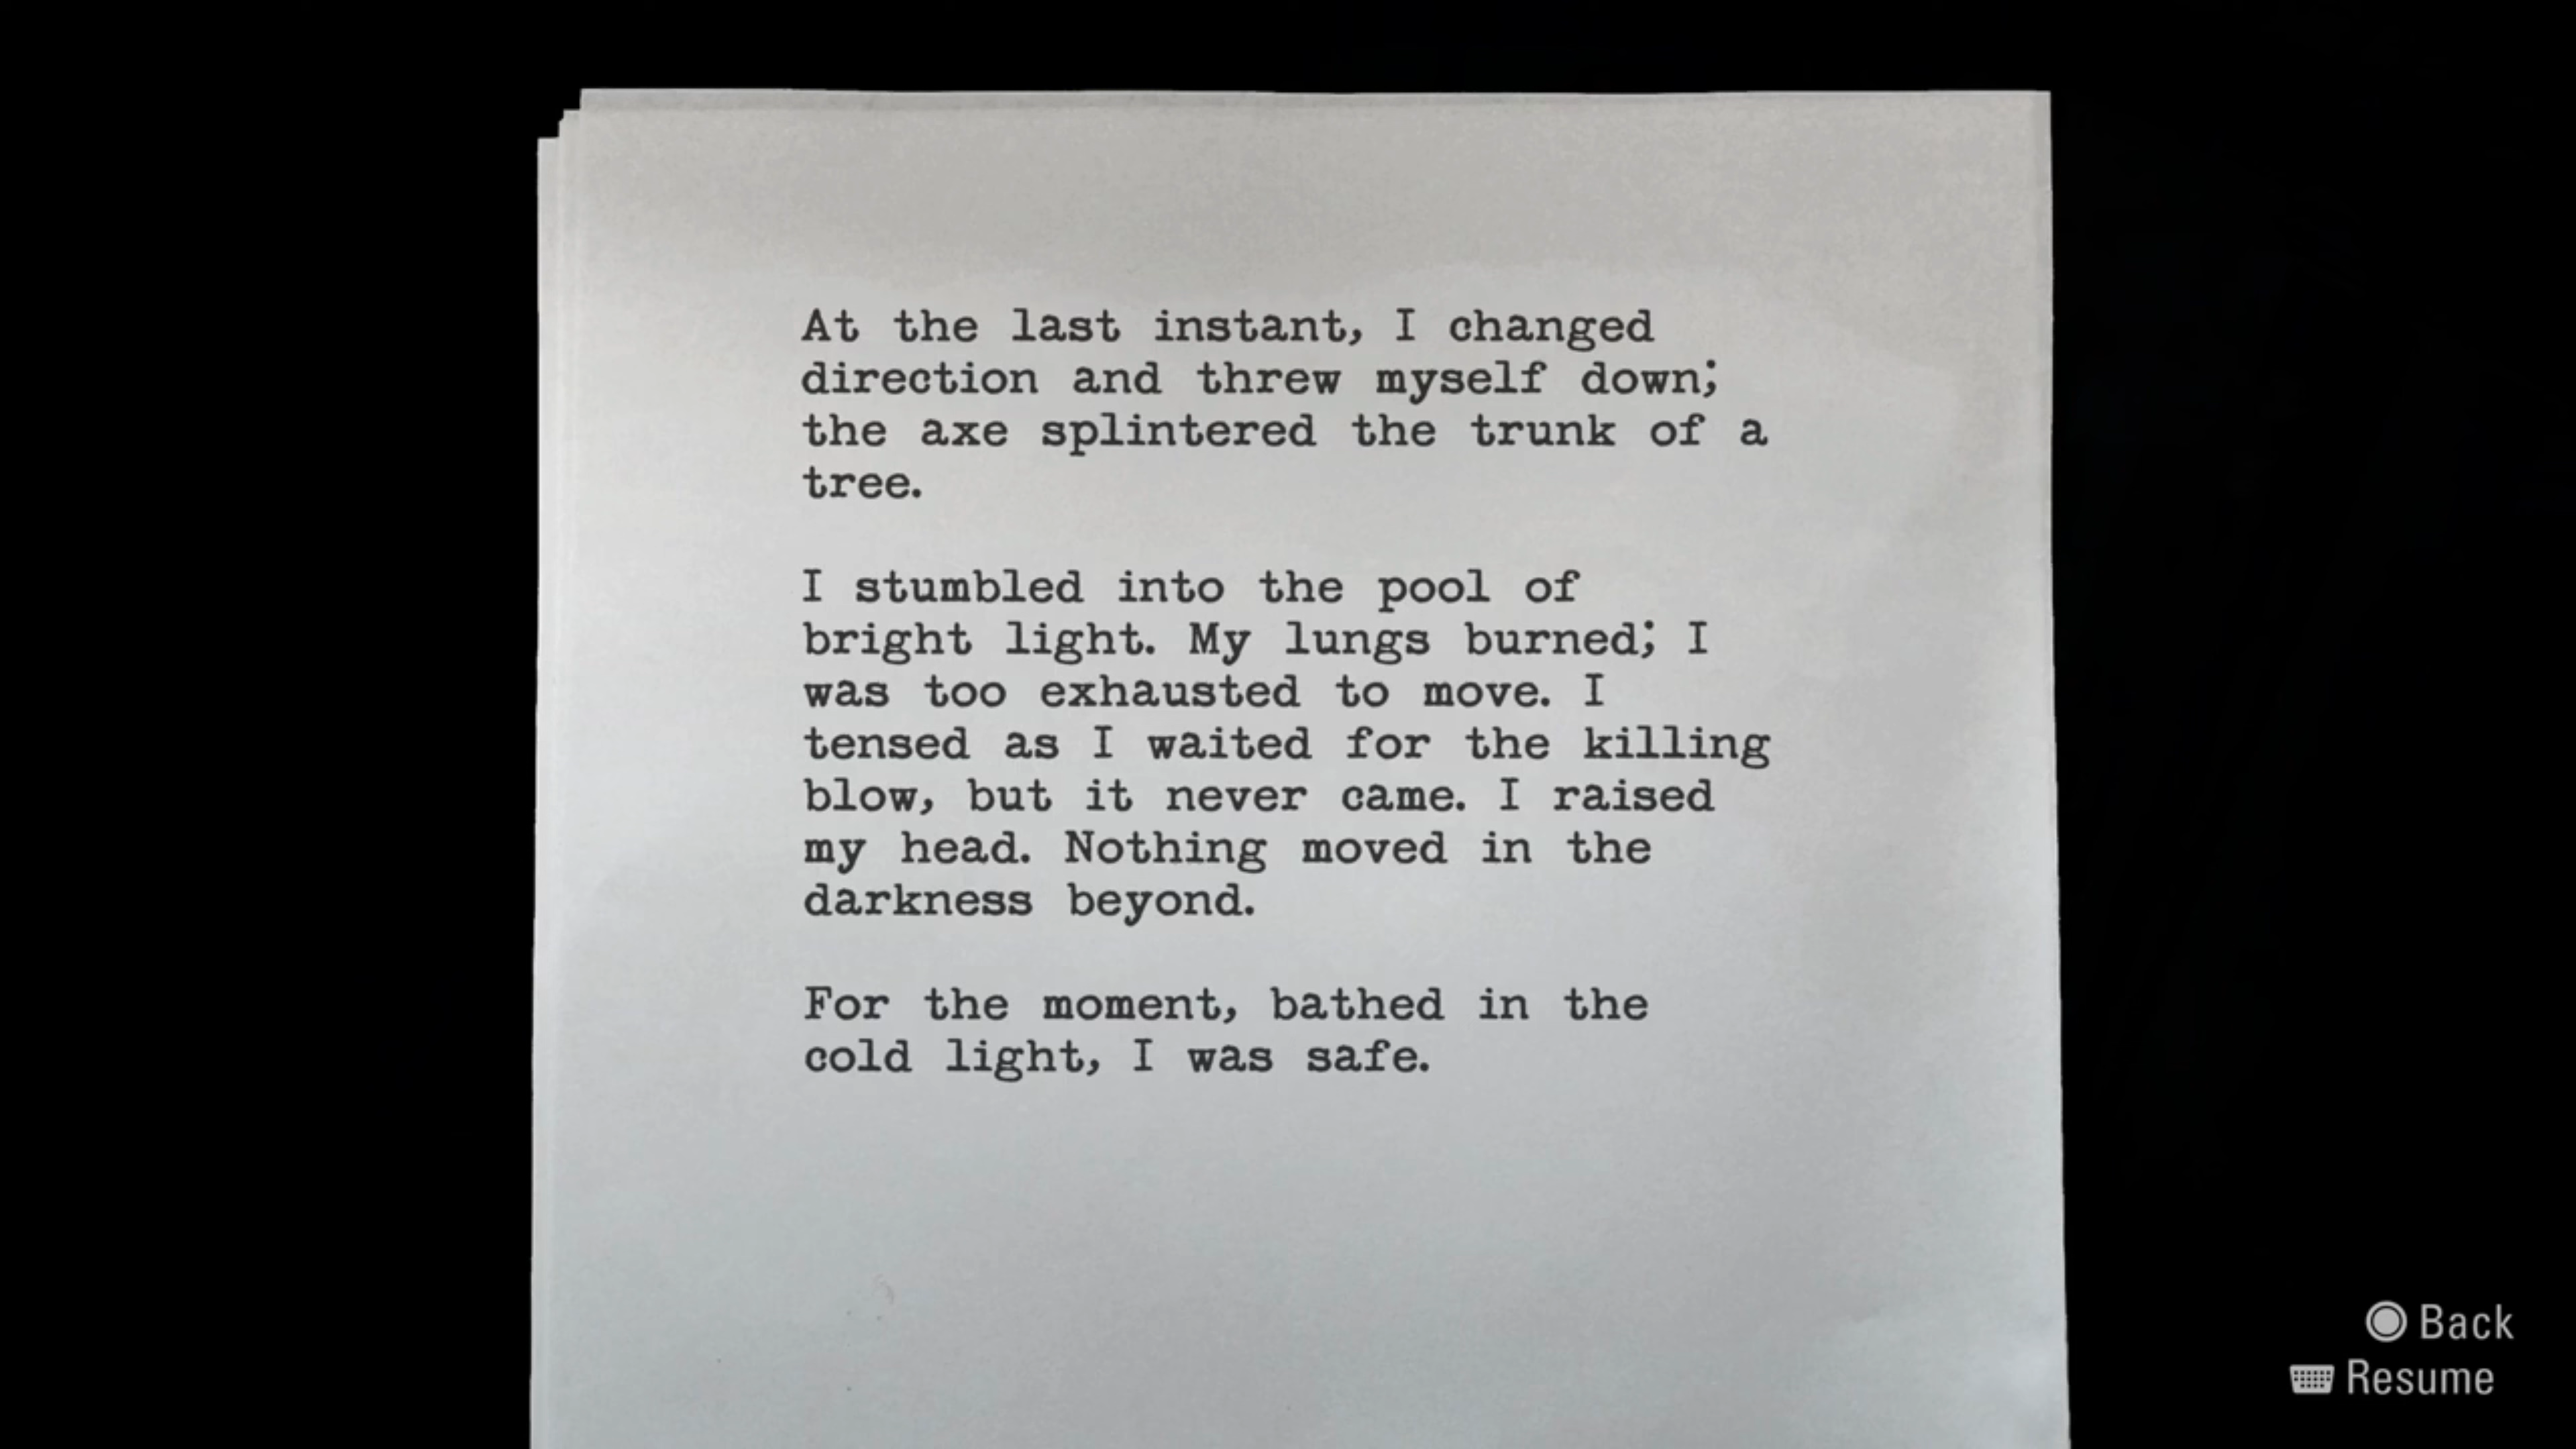 At the last instant, I changed
direction and threw myself down;
the axe splintered the trunk of a
tree.
I stumbled into the pool of
bright light. My lungs burned; I
was too exhausted to move. I
tensed as I waited for the killing
blow, but it never came. I raised
my head. Nothing moved in the
darkness beyond.
For the moment, bathed in the
cold light, I was safe.
Back
Resume